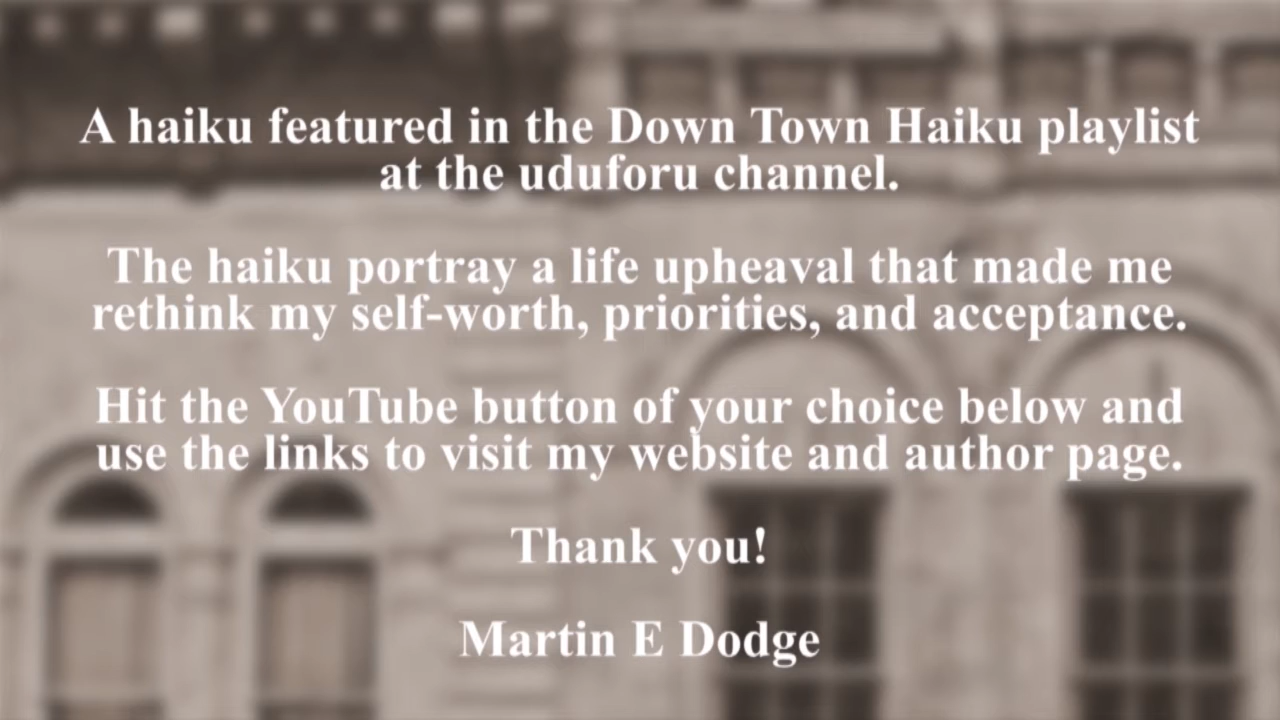 A haiku featured in the Down Town Haiku playlist
at the uduforu channel.
The haiku portray a life upheaval that made me
rethink my self-worth, priorities, and acceptance.
Hit the YouTube button of your choice below and
use the links to visit my website and author page.
Thank you!
Martin E Dodge